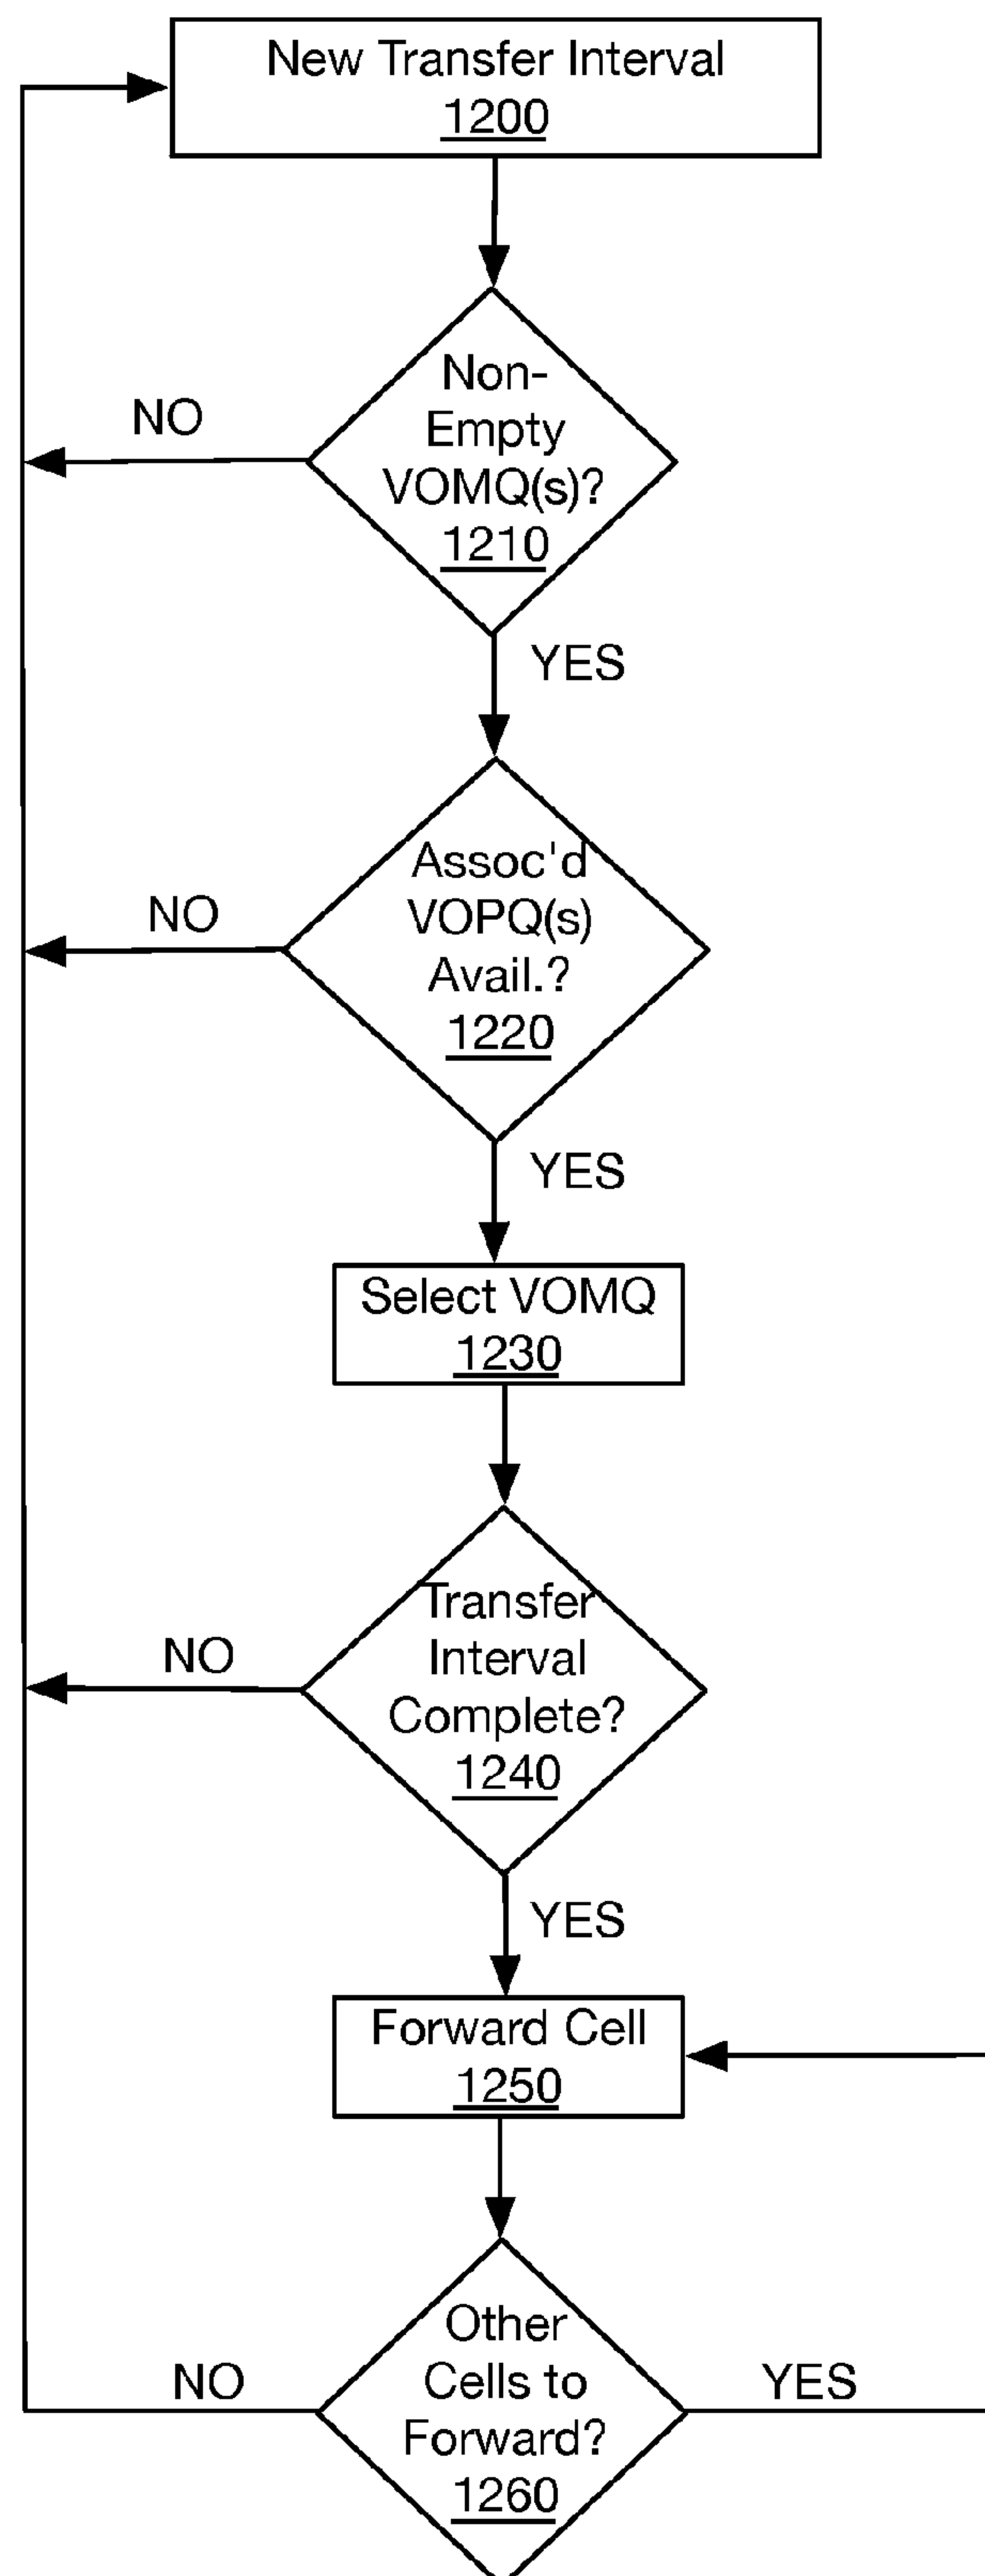 New Transfer Interval
1200
Non-
Empty
VOMQ(s)?
1210
NO
YES
Assoc'd
VOPQ(s)
Avail.?
1220
NO
YES
Select VOMQ
1230
Transfer
Interval
Complete?
1240
NO
YES
Forward Cell
1250
Other
Cells to
Forward?
1260
NO
YES